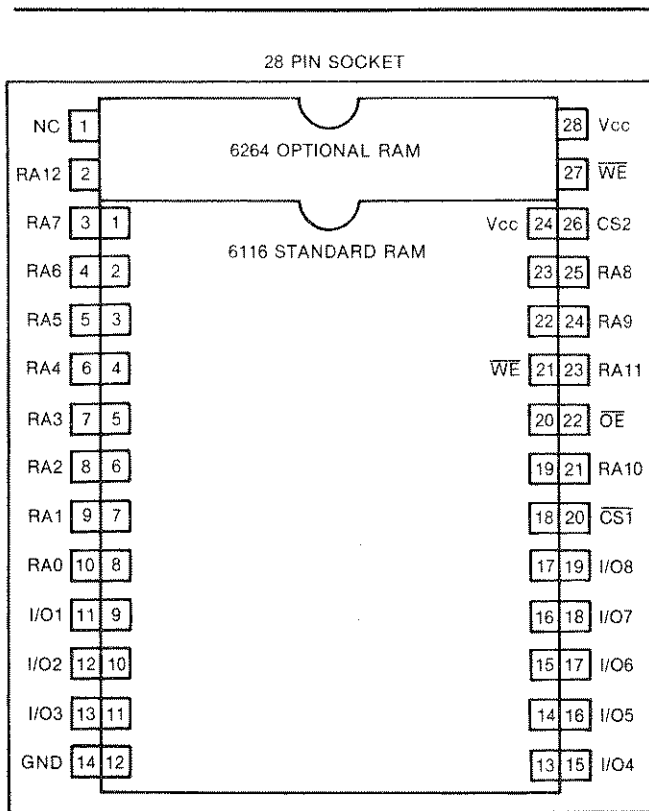 28 PIN SOCKET
NC 1 28 Vcc
6264 OPTIONAL RAM
RA12 2 27 W̅E̅
RA7 3 1 Vcc 24 26 CS2
6116 STANDARD RAM
RA6 4 2 23 25 RA8
RA5 5 3 22 24 RA9
RA4 6 4 W̅E̅ 21 23 RA11
RA3 7 5 20 22 O̅E̅
RA2 8 6 19 21 RA10
RA1 9 7 18 20 C̅S̅1̅
RA0 10 8 17 19 I/O8
I/O1 11 9 16 18 I/O7
I/O2 12 10 15 17 I/O6
I/O3 13 11 14 16 I/O5
GND 14 12 13 15 I/O4